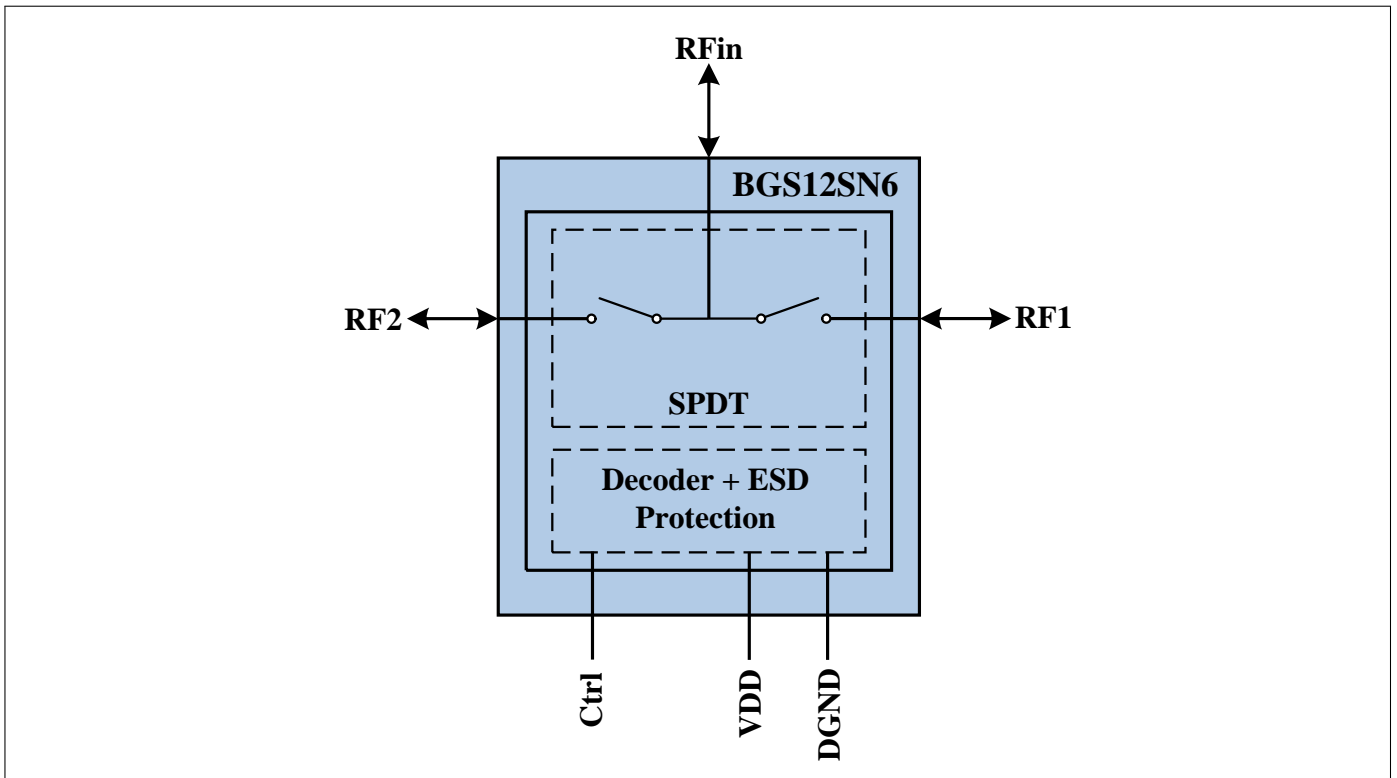 RFin
BGS12SN6
RF2
RF1
SPDT
Decoder + ESD
Protection
Ctrl
VDD
DGND